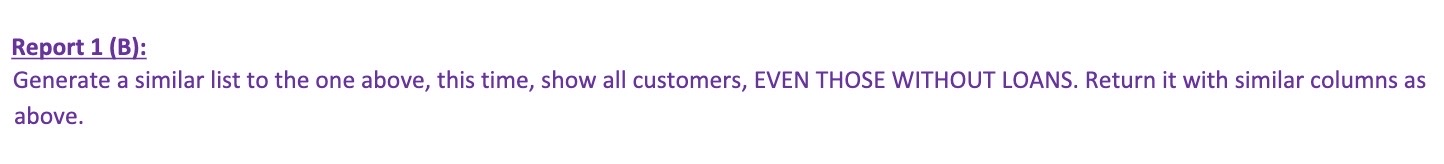 Report 1 (B):
Generate a similar list to the one above, this time, show all customers, EVEN THOSE WITHOUT LOANS. Return it with similar columns as
above.